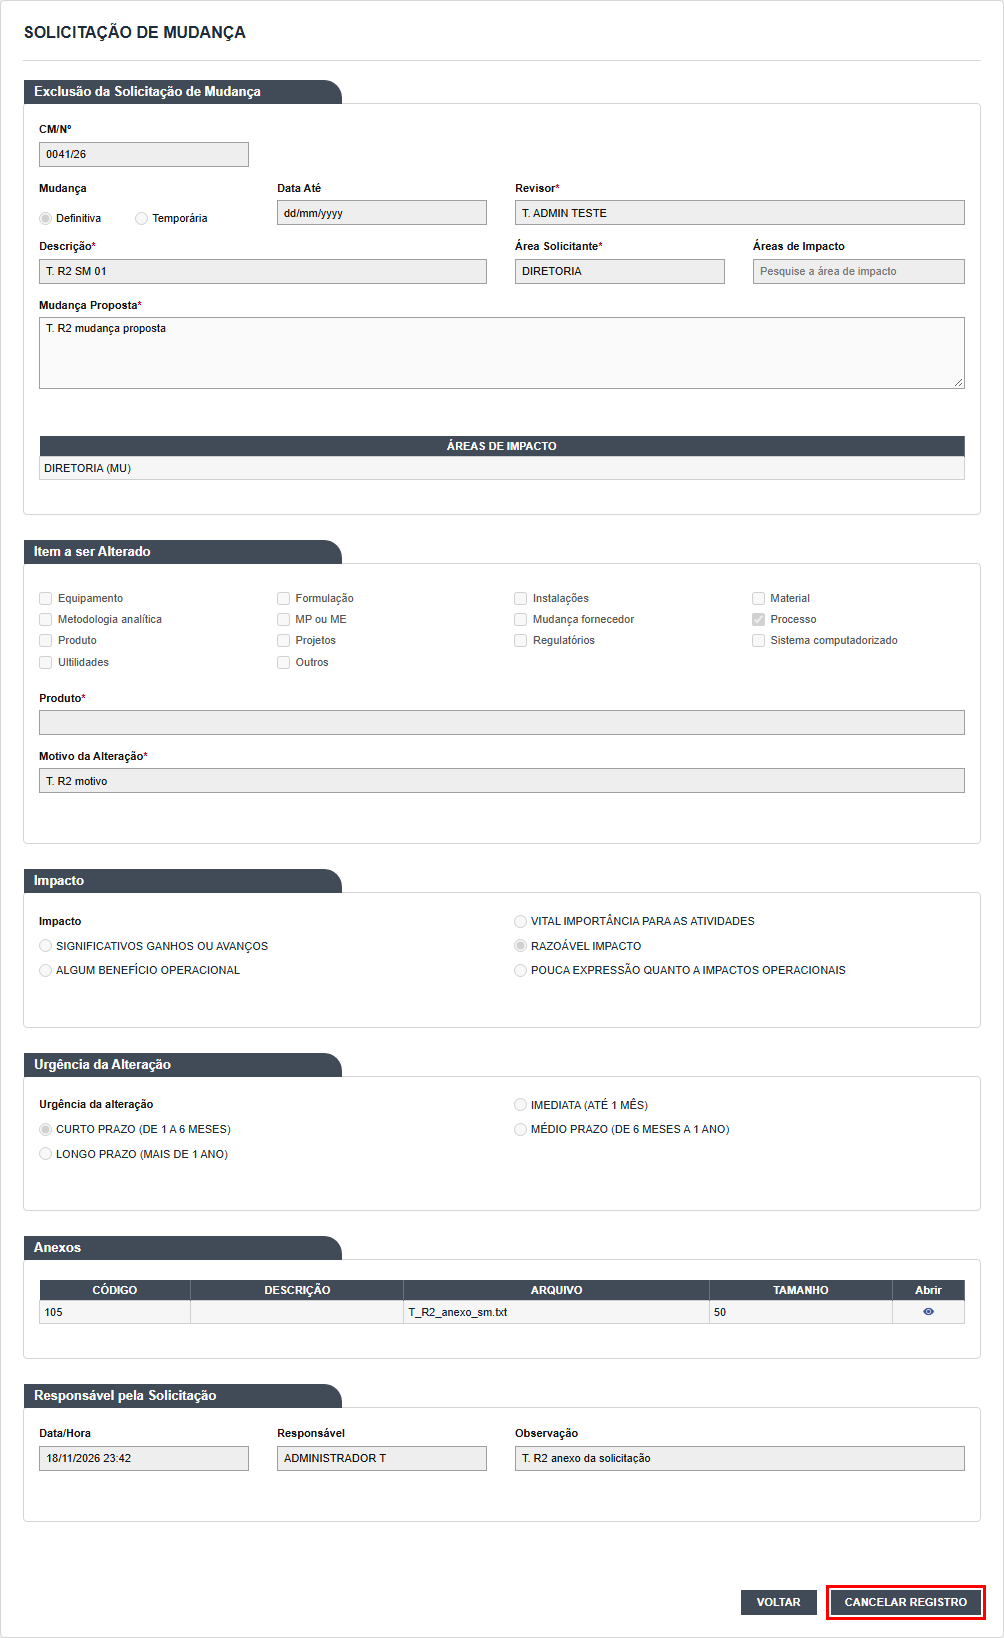 SOLICITAÇÃO DE MUDANÇA
Exclusão da Solicitação de Mudança
CM/Nº
0041/26
Mudança
Data Até
Revisor*
Definitiva
Temporária
dd/mm/yyyy
T. ADMIN TESTE
Descrição*
Área Solicitante*
Áreas de Impacto
T. R2 SM 01
DIRETORIA
Pesquise a área de impacto
Mudança Proposta*
T. R2 mudança proposta
ÁREAS DE IMPACTO
DIRETORIA (MU)
Item a ser Alterado
Equipamento
Formulação
Instalações
Material
Metodologia analítica
MP ou ME
Mudança fornecedor
Processo
Produto
Projetos
Regulatórios
Sistema computadorizado
Ultilidades
Outros
Produto*
Motivo da Alteração*
T. R2 motivo
Impacto
Impacto
VITAL IMPORTÂNCIA PARA AS ATIVIDADES
SIGNIFICATIVOS GANHOS OU AVANÇOS
RAZOÁVEL IMPACTO
ALGUM BENEFÍCIO OPERACIONAL
POUCA EXPRESSÃO QUANTO A IMPACTOS OPERACIONAIS
Urgência da Alteração
Urgência da alteração
IMEDIATA (ATÉ 1 MÊS)
CURTO PRAZO (DE 1 A 6 MESES)
MÉDIO PRAZO (DE 6 MESES A 1 ANO)
LONGO PRAZO (MAIS DE 1 ANO)
Anexos
CÓDIGO
DESCRIÇÃO
ARQUIVO
TAMANHO
Abrir
105
T_R2_anexo_sm.txt
50
Responsável pela Solicitação
Data/Hora
Responsável
Observação
18/11/2026 23:42
ADMINISTRADOR T
T. R2 anexo da solicitação
VOLTAR
CANCELAR REGISTRO